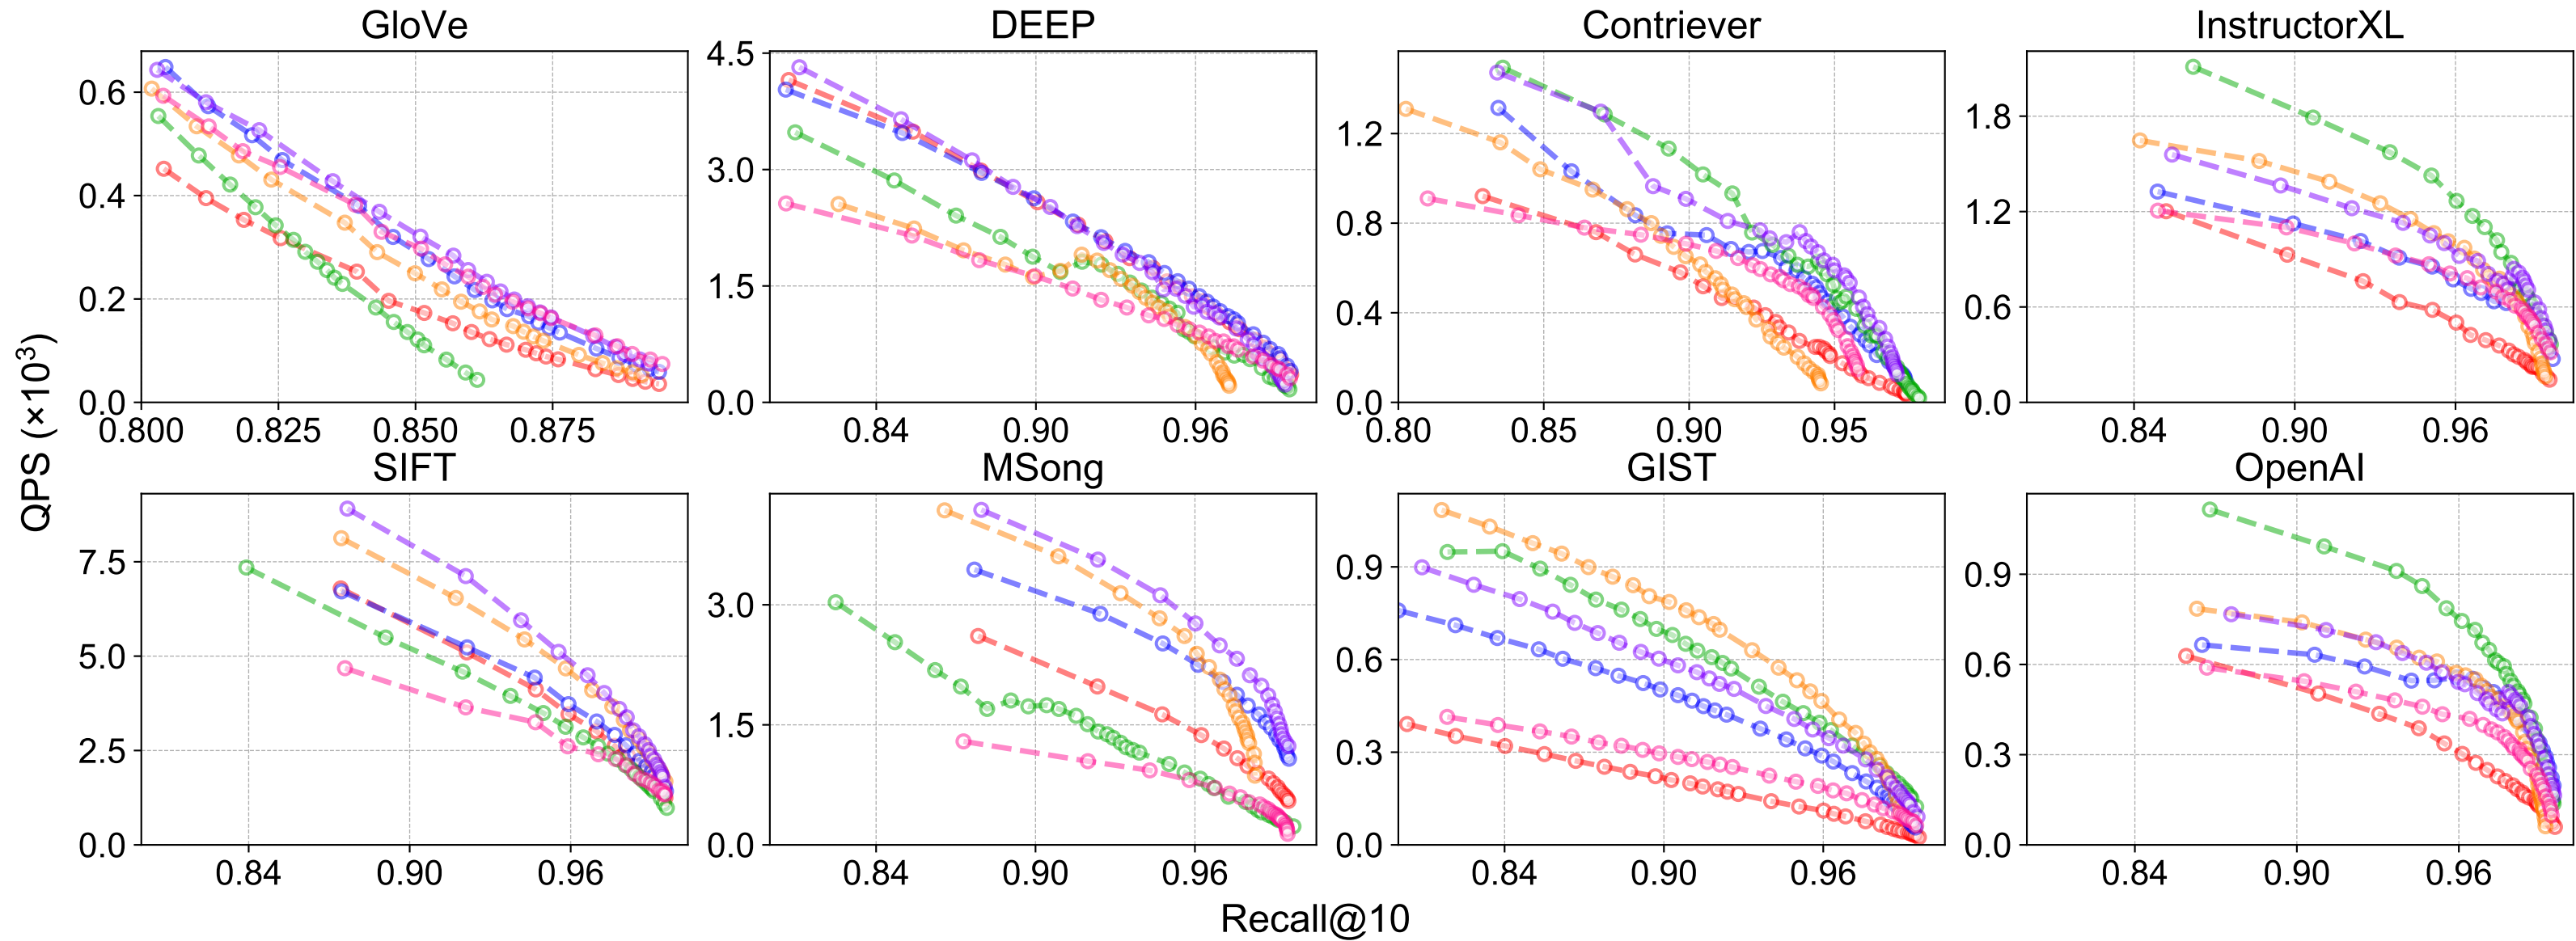 GloVe DEEP Contriever InstructorXL
0.6 4.5 1.2 1.8
0.4 3.0 0.8 1.2
0.2 1.5 0.4 0.6
0.0 0.0 0.0 0.0
0.800 0.825 0.850 0.875 0.84 0.90 0.96 0.80 0.85 0.90 0.95 0.84 0.90 0.96
QPS (×10³)
SIFT MSong GIST OpenAI
7.5 3.0 0.9 0.9
5.0 0.6 0.6
2.5 1.5 0.3 0.3
0.0 0.0 0.0 0.0
0.84 0.90 0.96 0.84 0.90 0.96 0.84 0.90 0.96 0.84 0.90 0.96
Recall@10